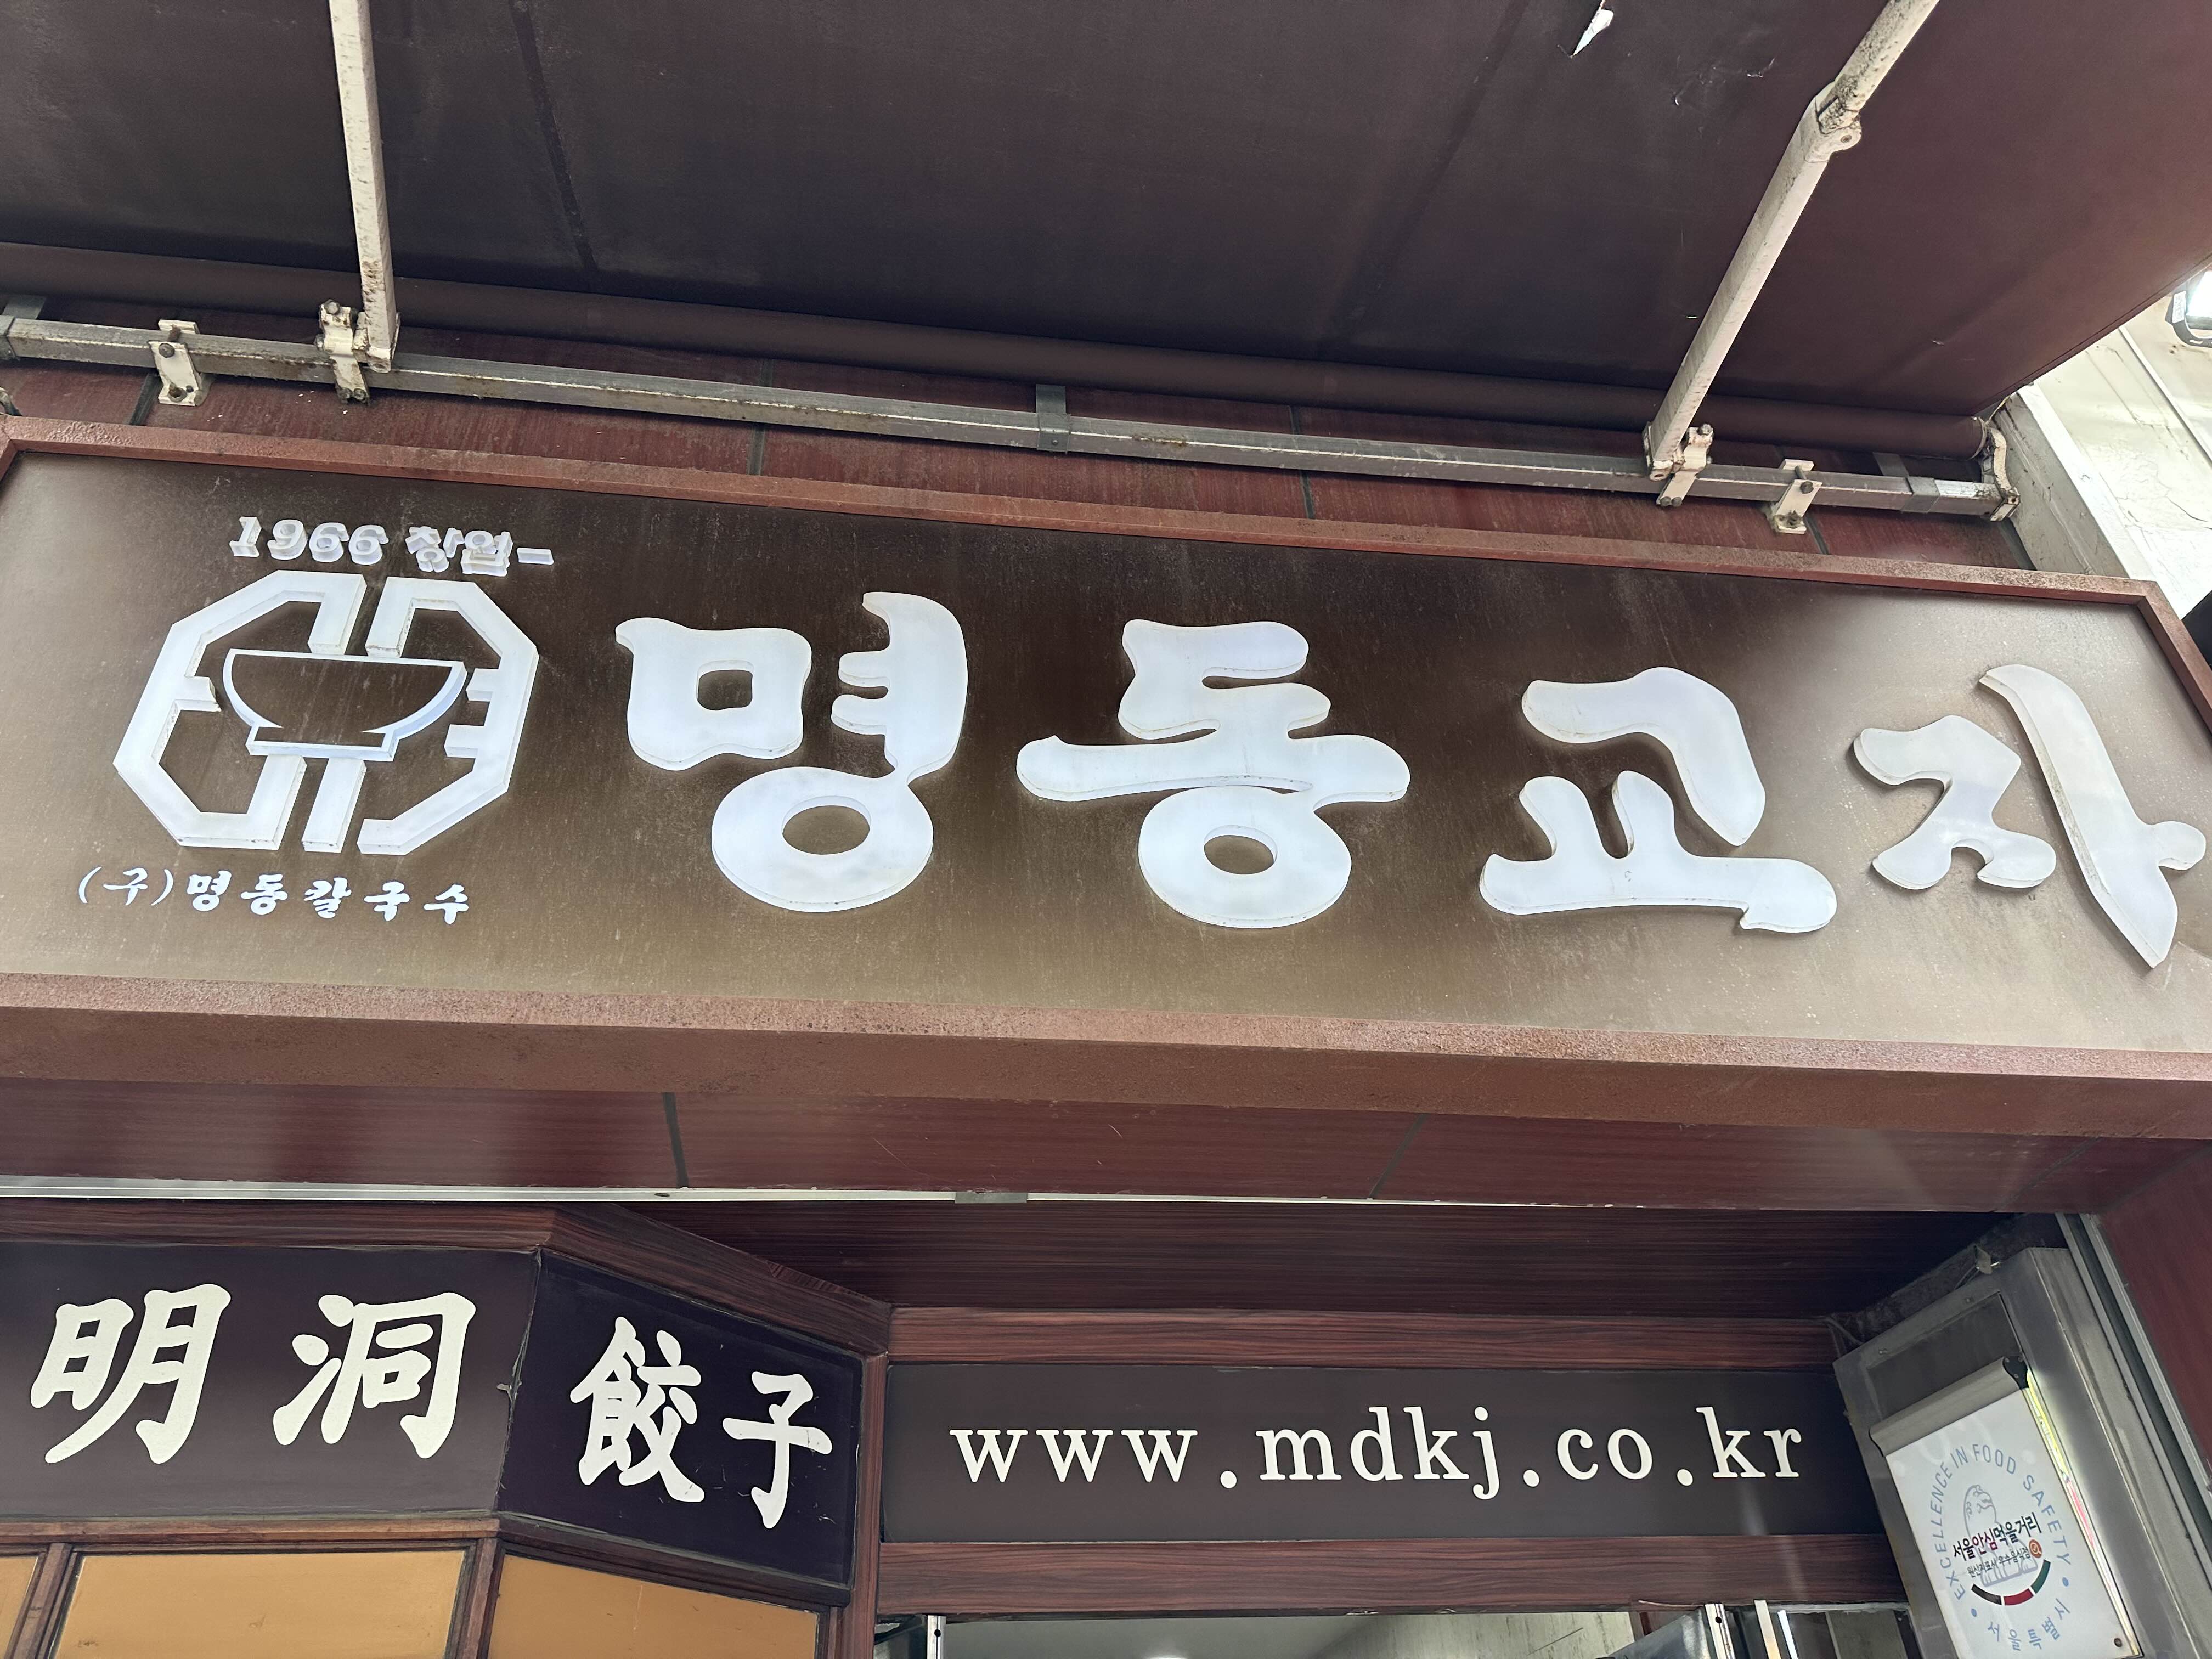 1966 창업-
명동교자
(구)명동칼국수
明洞餃子
www.mdkj.co.kr
EXCELLENCE IN FOOD SAFETY
서울안심먹을거리
서울특별시